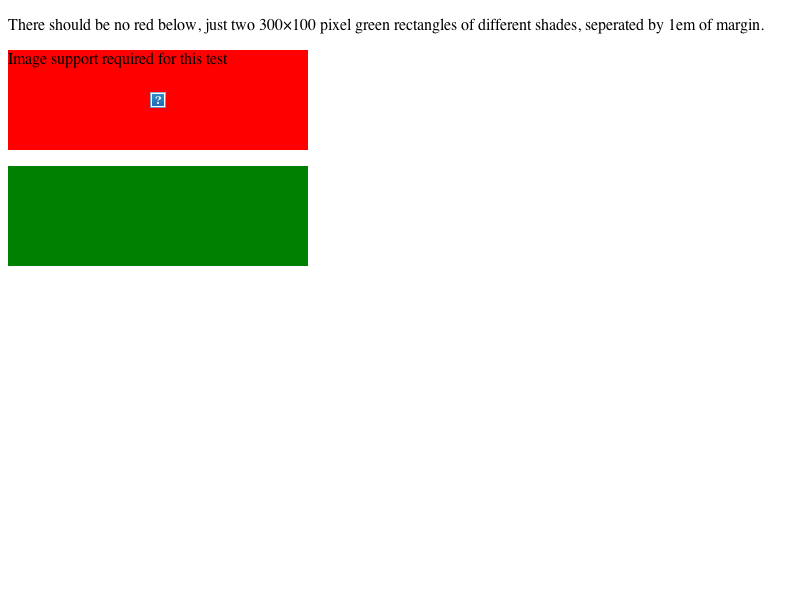 There should be no red below, just two 300×100 pixel green rectangles of different shades, seperated by 1em of margin.
Image support required for this test
?